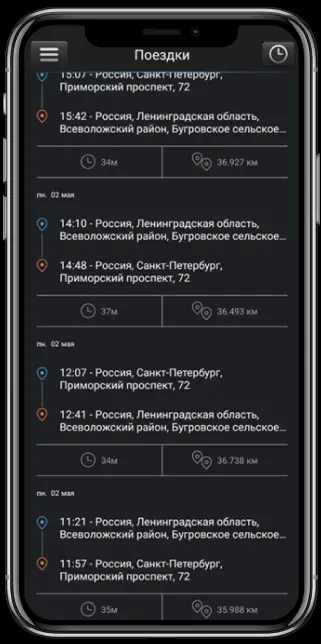 Поездки
15:07 - Россия, Санкт-Петербург,
Приморский проспект, 72
15:42 - Россия, Ленинградская область,
Всеволожский район, Бугровское сельское...
34м 36.927 км
пн. 02 мая
14:10 - Россия, Ленинградская область,
Всеволожский район, Бугровское сельское...
14:48 - Россия, Санкт-Петербург,
Приморский проспект, 72
37м 36.493 км
пн. 02 мая
12:07 - Россия, Санкт-Петербург,
Приморский проспект, 72
12:41 - Россия, Ленинградская область,
Всеволожский район, Бугровское сельское...
34м 36.738 км
пн. 02 мая
11:21 - Россия, Ленинградская область,
Всеволожский район, Бугровское сельское...
11:57 - Россия, Санкт-Петербург,
Приморский проспект, 72
35м 35.988 км